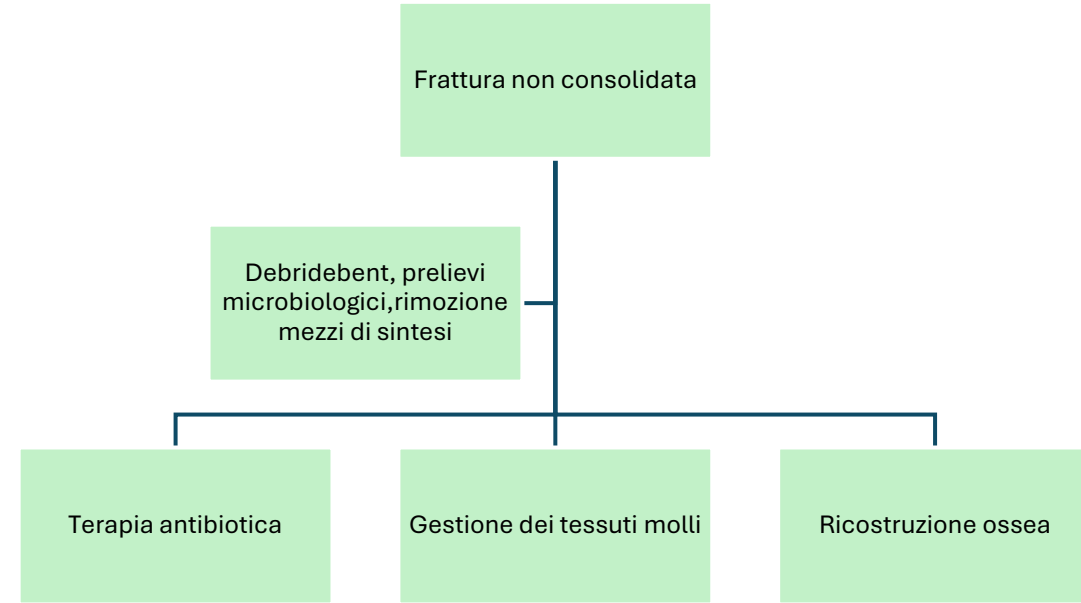 Frattura non consolidata
Debridebent, prelievi
microbiologici,rimozione
mezzi di sintesi
Terapia antibiotica
Gestione dei tessuti molli
Ricostruzione ossea